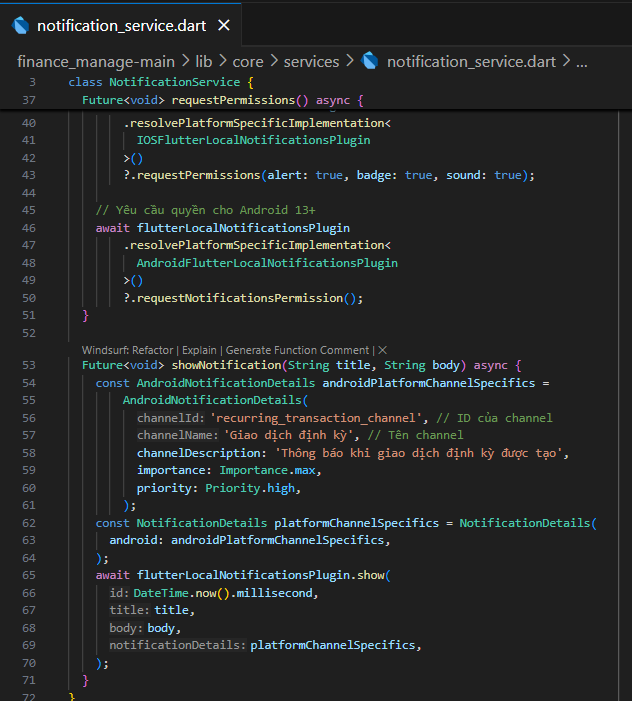 notification_service.dart
finance_manage-main > lib > core > services > notification_service.dart > ...
3 class NotificationService {
37 Future<void> requestPermissions() async {
40 .resolvePlatformSpecificImplementation<
41 IOSFlutterLocalNotificationsPlugin
42 >()
43 ?.requestPermissions(alert: true, badge: true, sound: true);
44
45 // Yêu cầu quyền cho Android 13+
46 await flutterLocalNotificationsPlugin
47 .resolvePlatformSpecificImplementation<
48 AndroidFlutterLocalNotificationsPlugin
49 >()
50 ?.requestNotificationsPermission();
51 }
52
Windsurf: Refactor | Explain | Generate Function Comment | X
53 Future<void> showNotification(String title, String body) async {
54 const AndroidNotificationDetails androidPlatformChannelSpecifics =
55 AndroidNotificationDetails(
56 channelId: 'recurring_transaction_channel', // ID của channel
57 channelName: 'Giao dịch định kỳ', // Tên channel
58 channelDescription: 'Thông báo khi giao dịch định kỳ được tạo',
59 importance: Importance.max,
60 priority: Priority.high,
61 );
62 const NotificationDetails platformChannelSpecifics = NotificationDetails(
63 android: androidPlatformChannelSpecifics,
64 );
65 await flutterLocalNotificationsPlugin.show(
66 id: DateTime.now().millisecond,
67 title: title,
68 body: body,
69 notificationDetails: platformChannelSpecifics,
70 );
71 }
72 }